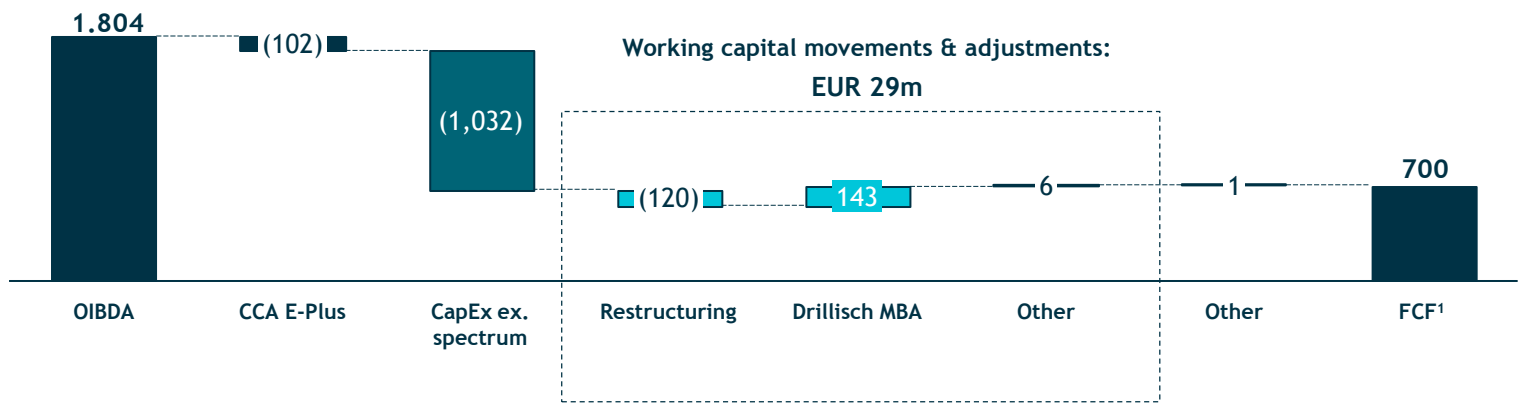 1.804
(102)
Working capital movements & adjustments:
EUR 29m
(1,032)
(120)
143
6
1
700
OIBDA
CCA E-Plus
CapEx ex.
spectrum
Restructuring
Drillisch MBA
Other
Other
FCF¹